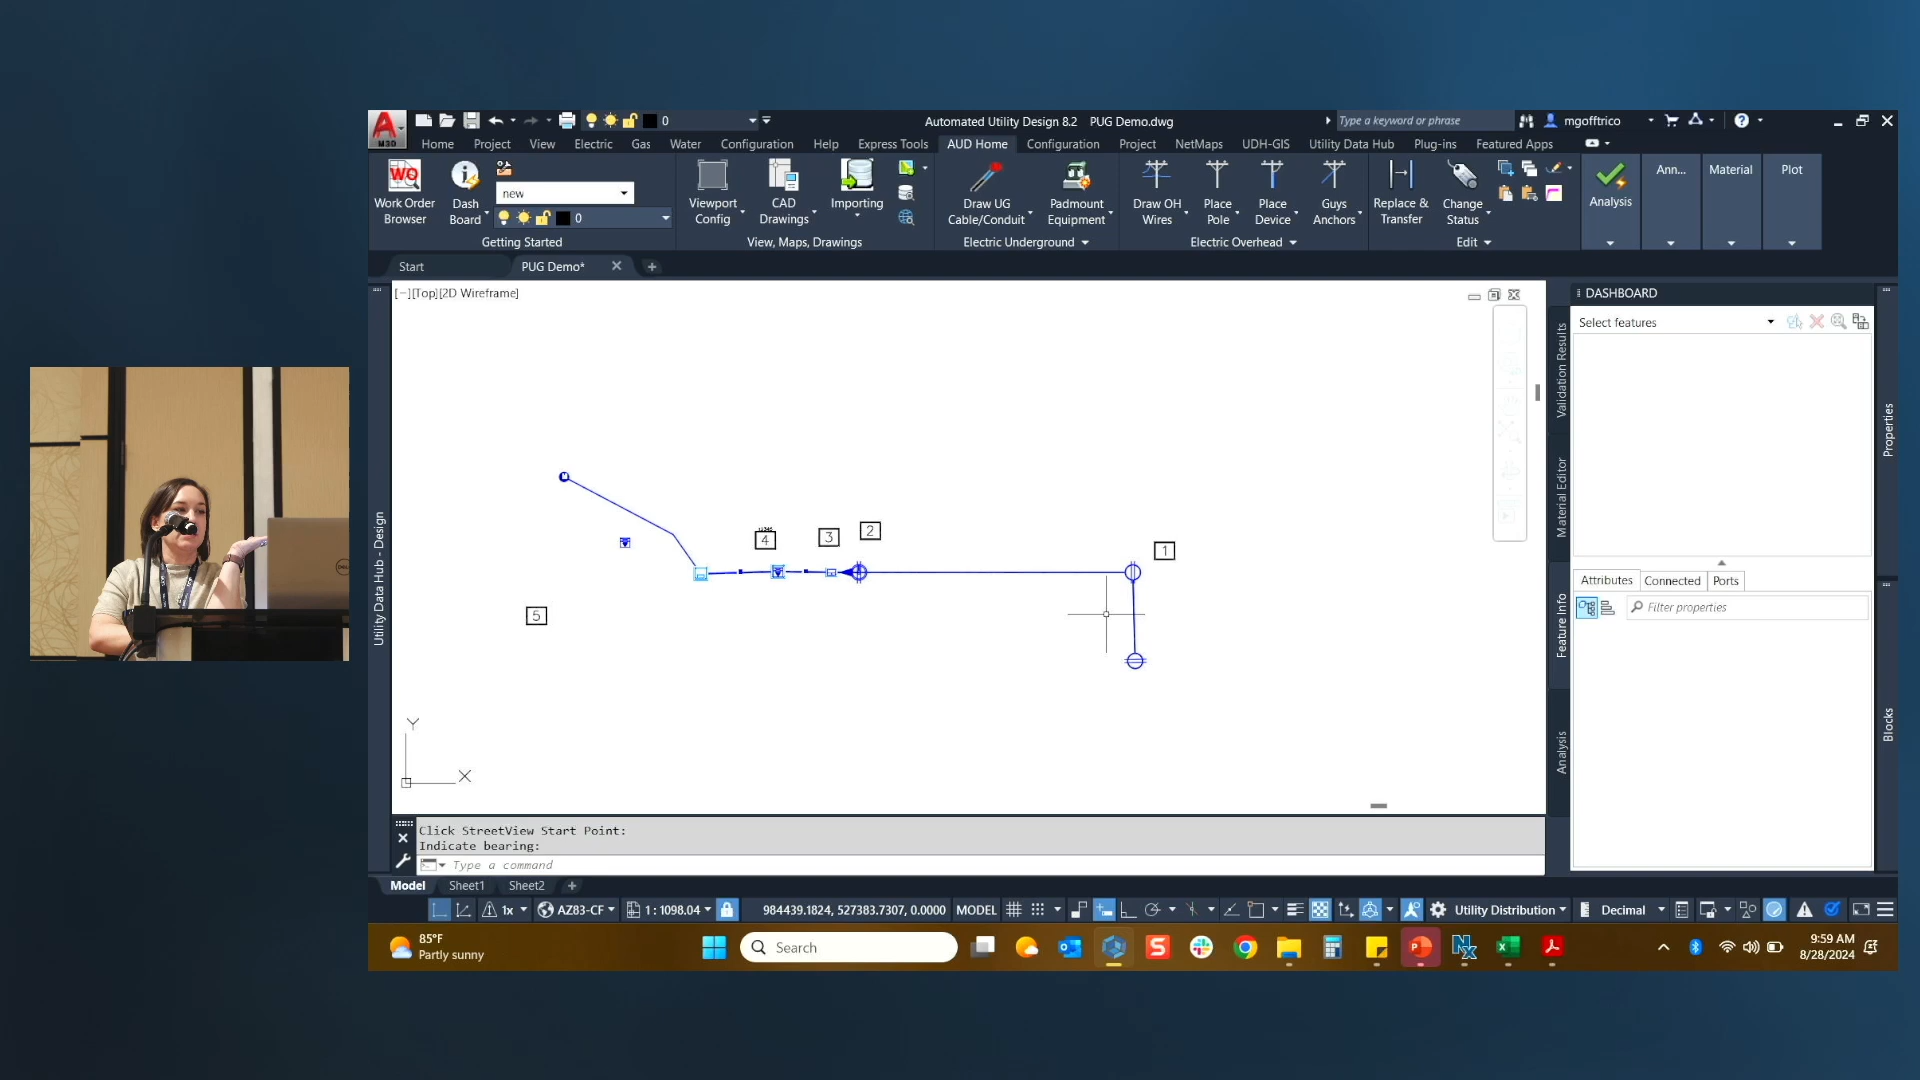 M3D
0
Automated Utility Design 8.2 PUG Demo.dwg
Type a keyword or phrase
mgofftrico
Home Project View Electric Gas Water Configuration Help Express Tools AUD Home Configuration Project NetMaps UDH-GIS Utility Data Hub Plug-ins Featured Apps
Work Order Browser
Dash Board
new
0
Viewport Config
CAD Drawings
Importing
Draw UG Cable/Conduit
Padmount Equipment
Draw OH Wires
Place Pole
Place Device
Guys Anchors
Replace & Transfer
Change Status
Analysis
Ann...
Material
Plot
Getting Started
View, Maps, Drawings
Electric Underground
Electric Overhead
Edit
Start
PUG Demo*
[−][Top][2D Wireframe]
DASHBOARD
Select features
Validation Results
Material Editor
Feature Info
Analysis
Properties
Blocks
Utility Data Hub - Design
4
3
2
1
5
Attributes
Connected
Ports
Filter properties
Y
X
Click StreetView Start Point:
Indicate bearing:
Type a command
Model
Sheet1
Sheet2
1x
AZ83-CF
1 : 1098.04
984439.1824, 527383.7307, 0.0000
MODEL
Utility Distribution
Decimal
85°F
Partly sunny
Search
9:59 AM
8/28/2024